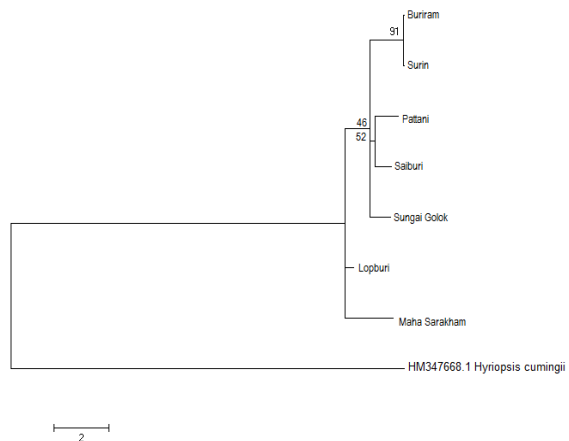 Buriram
91
Surin
Pattani
46
52
Saiburi
Sungai Golok
Lopburi
Maha Sarakham
HM347668.1 Hyriopsis cumingii
2